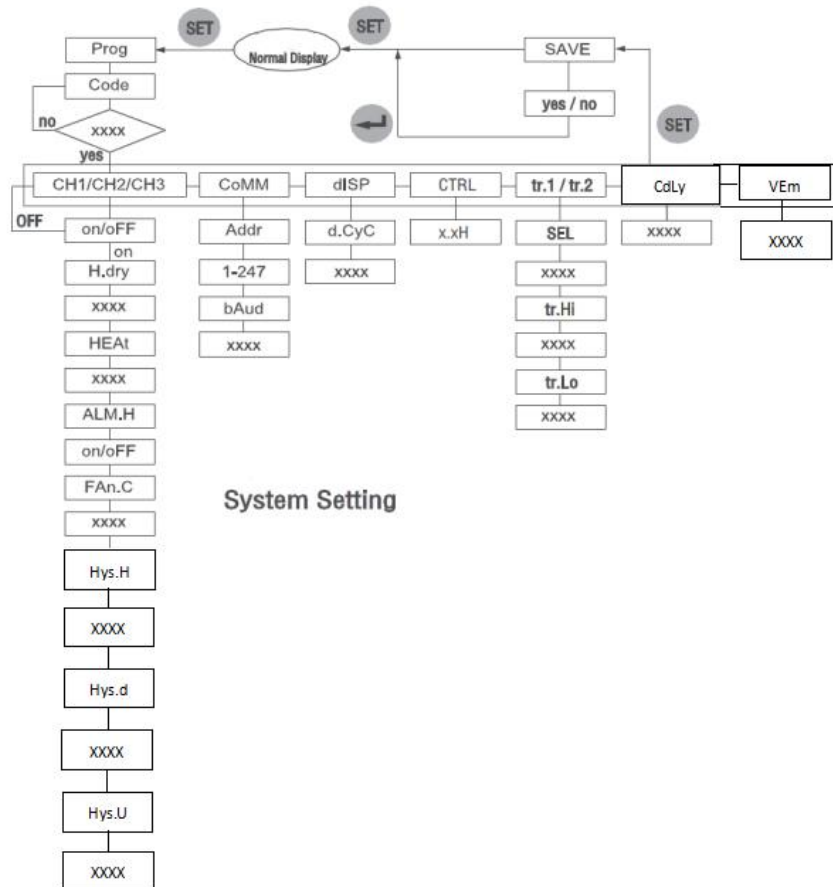 SET
SET
Prog
Normal Display
SAVE
Code
yes / no
no
xxxx
SET
yes
CH1/CH2/CH3
CoMM
dISP
CTRL
tr.1 / tr.2
CdLy
VEm
OFF
on/oFF
Addr
d.CyC
x.xH
SEL
xxxx
XXXX
on
H.dry
1-247
xxxx
xxxx
xxxx
bAud
tr.Hi
HEAt
xxxx
xxxx
xxxx
tr.Lo
ALM.H
xxxx
on/oFF
FAn.C
System Setting
xxxx
Hys.H
XXXX
Hys.d
XXXX
Hys.U
XXXX